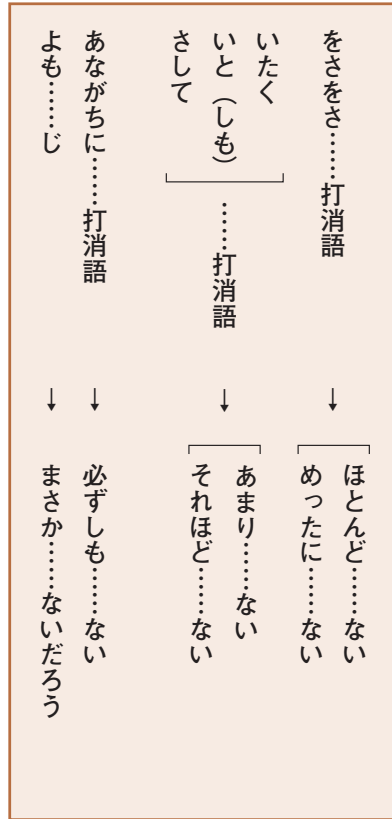 をさをさ……打消語 → ほとんど………ない
めったに………ない
いたく
いと（しも）
さして
……打消語 → あまり………ない
それほど………ない
あながちに……打消語 → 必ずしも………ない
よも……じ → まさか………ないだろう